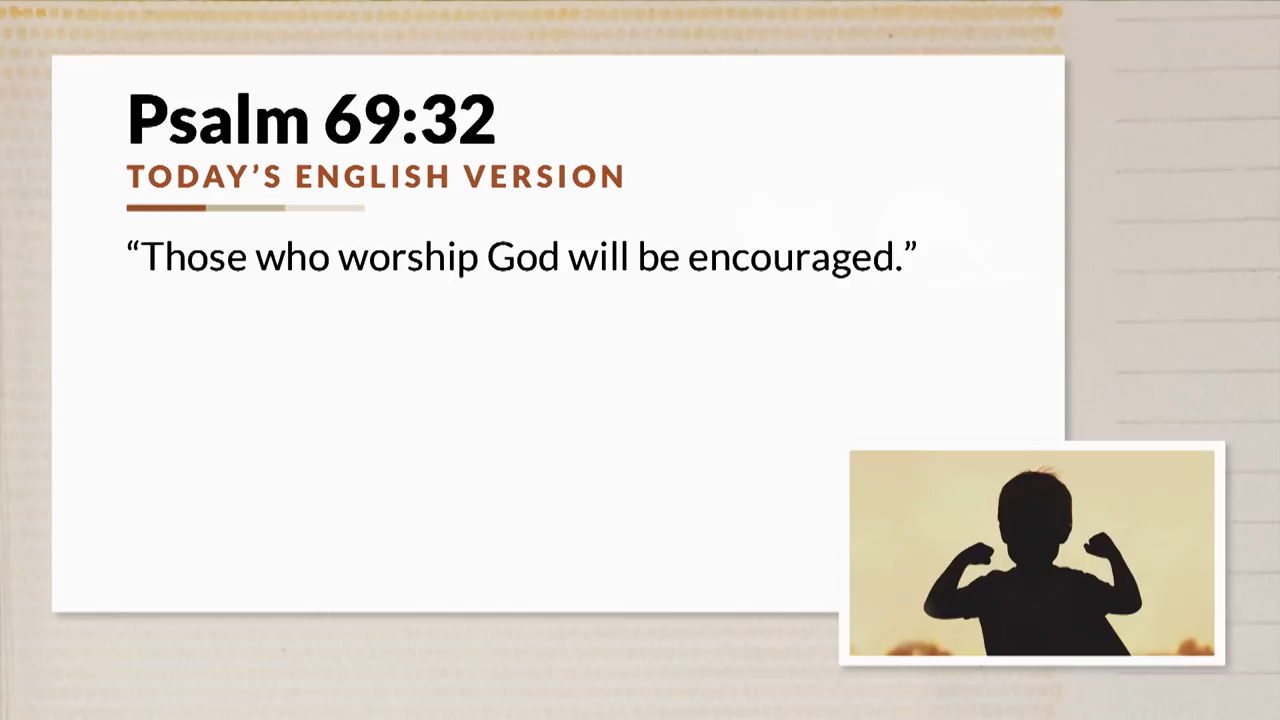 Psalm 69:32
TODAY’S ENGLISH VERSION
“Those who worship God will be encouraged.”